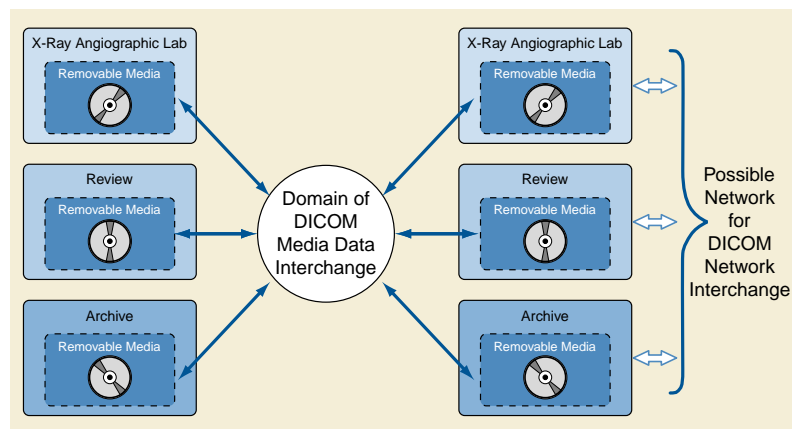 X-Ray Angiographic Lab
Removable Media
Review
Removable Media
Archive
Removable Media
Domain of
DICOM
Media Data
Interchange
X-Ray Angiographic Lab
Removable Media
Review
Removable Media
Archive
Removable Media
Possible
Network
for
DICOM
Network
Interchange